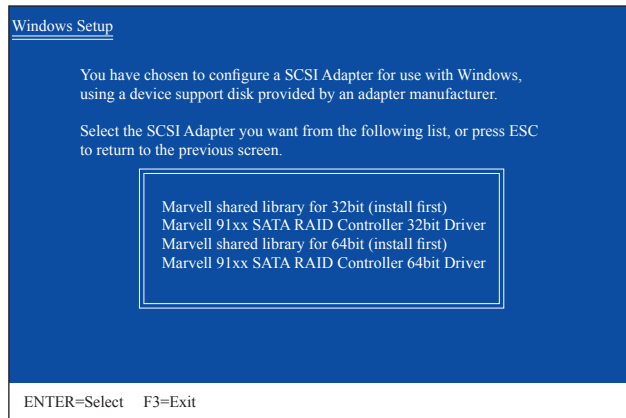 Windows Setup
You have chosen to configure a SCSI Adapter for use with Windows,
using a device support disk provided by an adapter manufacturer.
Select the SCSI Adapter you want from the following list, or press ESC
to return to the previous screen.
Marvell shared library for 32bit (install first)
Marvell 91xx SATA RAID Controller 32bit Driver
Marvell shared library for 64bit (install first)
Marvell 91xx SATA RAID Controller 64bit Driver
ENTER=Select F3=Exit